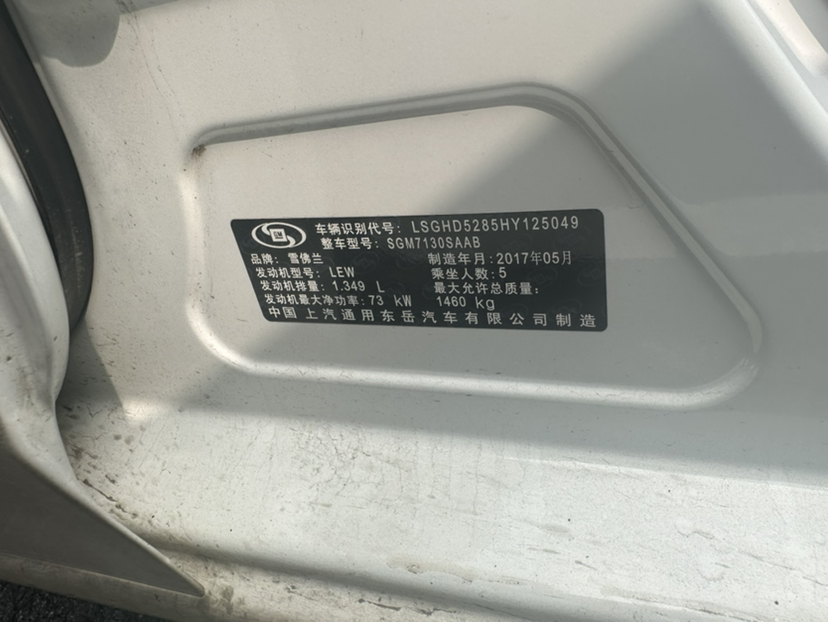 车辆识别代号: LSGHD5285HY125049
整车型号: SGM7130SAAB
品牌: 雪佛兰 制造年月: 2017年05月
发动机型号: LEW 乘坐人数: 5
发动机排量: 1.349 L 最大允许总质量:
发动机最大净功率: 73 kW 1460 kg
中国上汽通用东岳汽车有限公司制造